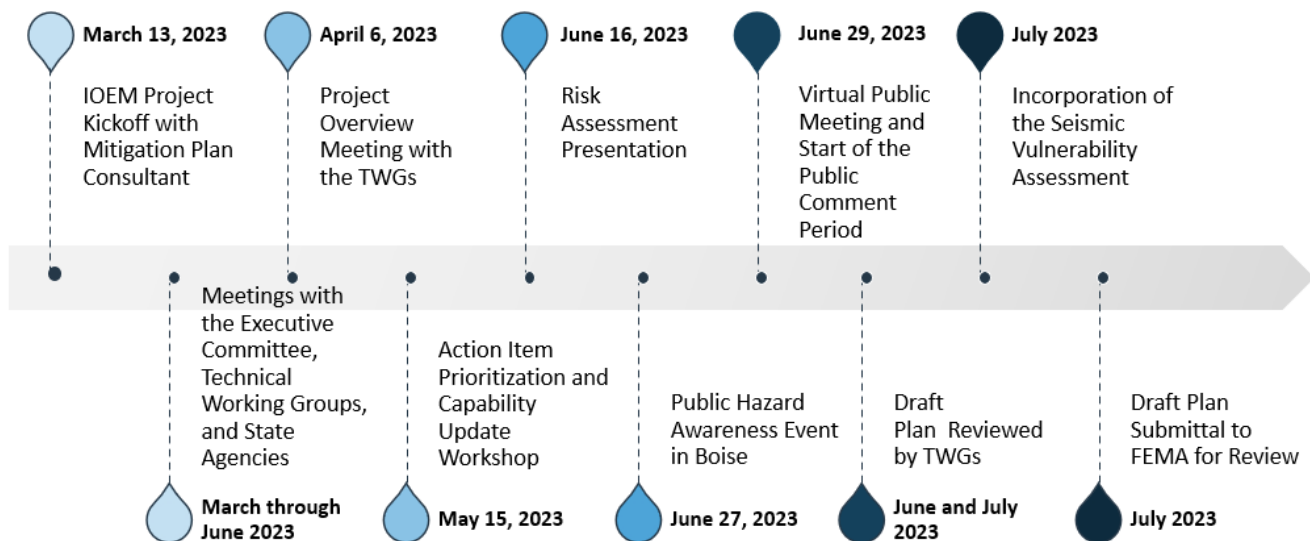 March 13, 2023
IOEM Project
Kickoff with
Mitigation Plan
Consultant
April 6, 2023
Project
Overview
Meeting with
the TWGs
June 16, 2023
Risk
Assessment
Presentation
June 29, 2023
Virtual Public
Meeting and
Start of the
Public
Comment
Period
July 2023
Incorporation of
the Seismic
Vulnerability
Assessment
Meetings with
the Executive
Committee,
Technical
Working Groups,
and State
Agencies
March through
June 2023
Action Item
Prioritization and
Capability
Update
Workshop
May 15, 2023
Public Hazard
Awareness Event
in Boise
June 27, 2023
Draft
Plan  Reviewed
by TWGs
June and July
2023
Draft Plan
Submittal to
FEMA for Review
July 2023